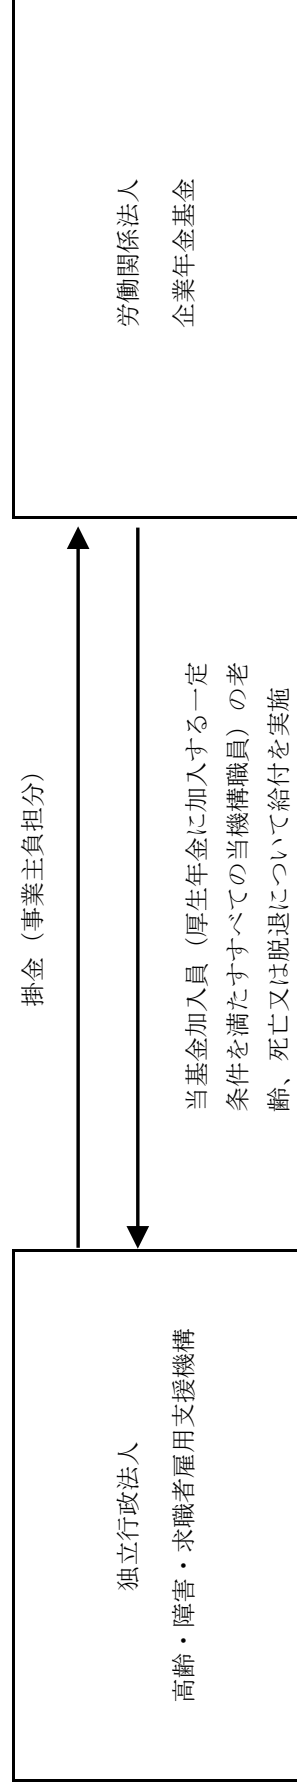 独立行政法人
高齢・障害・求職者雇用支援機構
掛金（事業主負担分）
当基金加入員（厚生年金に加入する一定
条件を満たすすべての当機構職員）の老
齢、死亡又は脱退について給付を実施
労働関係法人
企業年金基金